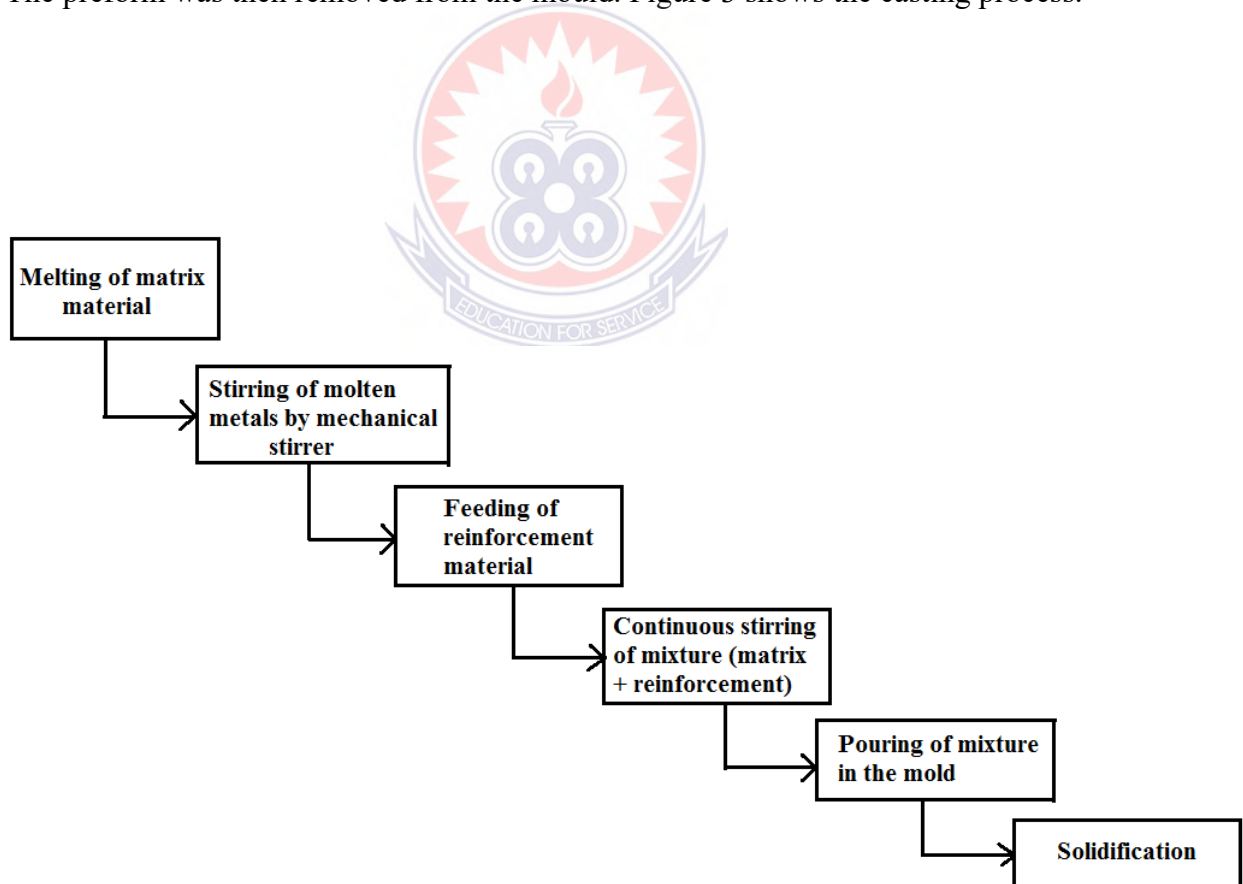 The preform was then removed from the mould. Figure 3 shows the casting process.
EDUCATION FOR SERVICE
Melting of matrix
material
Stirring of molten
metals by mechanical
stirrer
Feeding of
reinforcement
material
Continuous stirring
of mixture (matrix
+ reinforcement)
Pouring of mixture
in the mold
Solidification